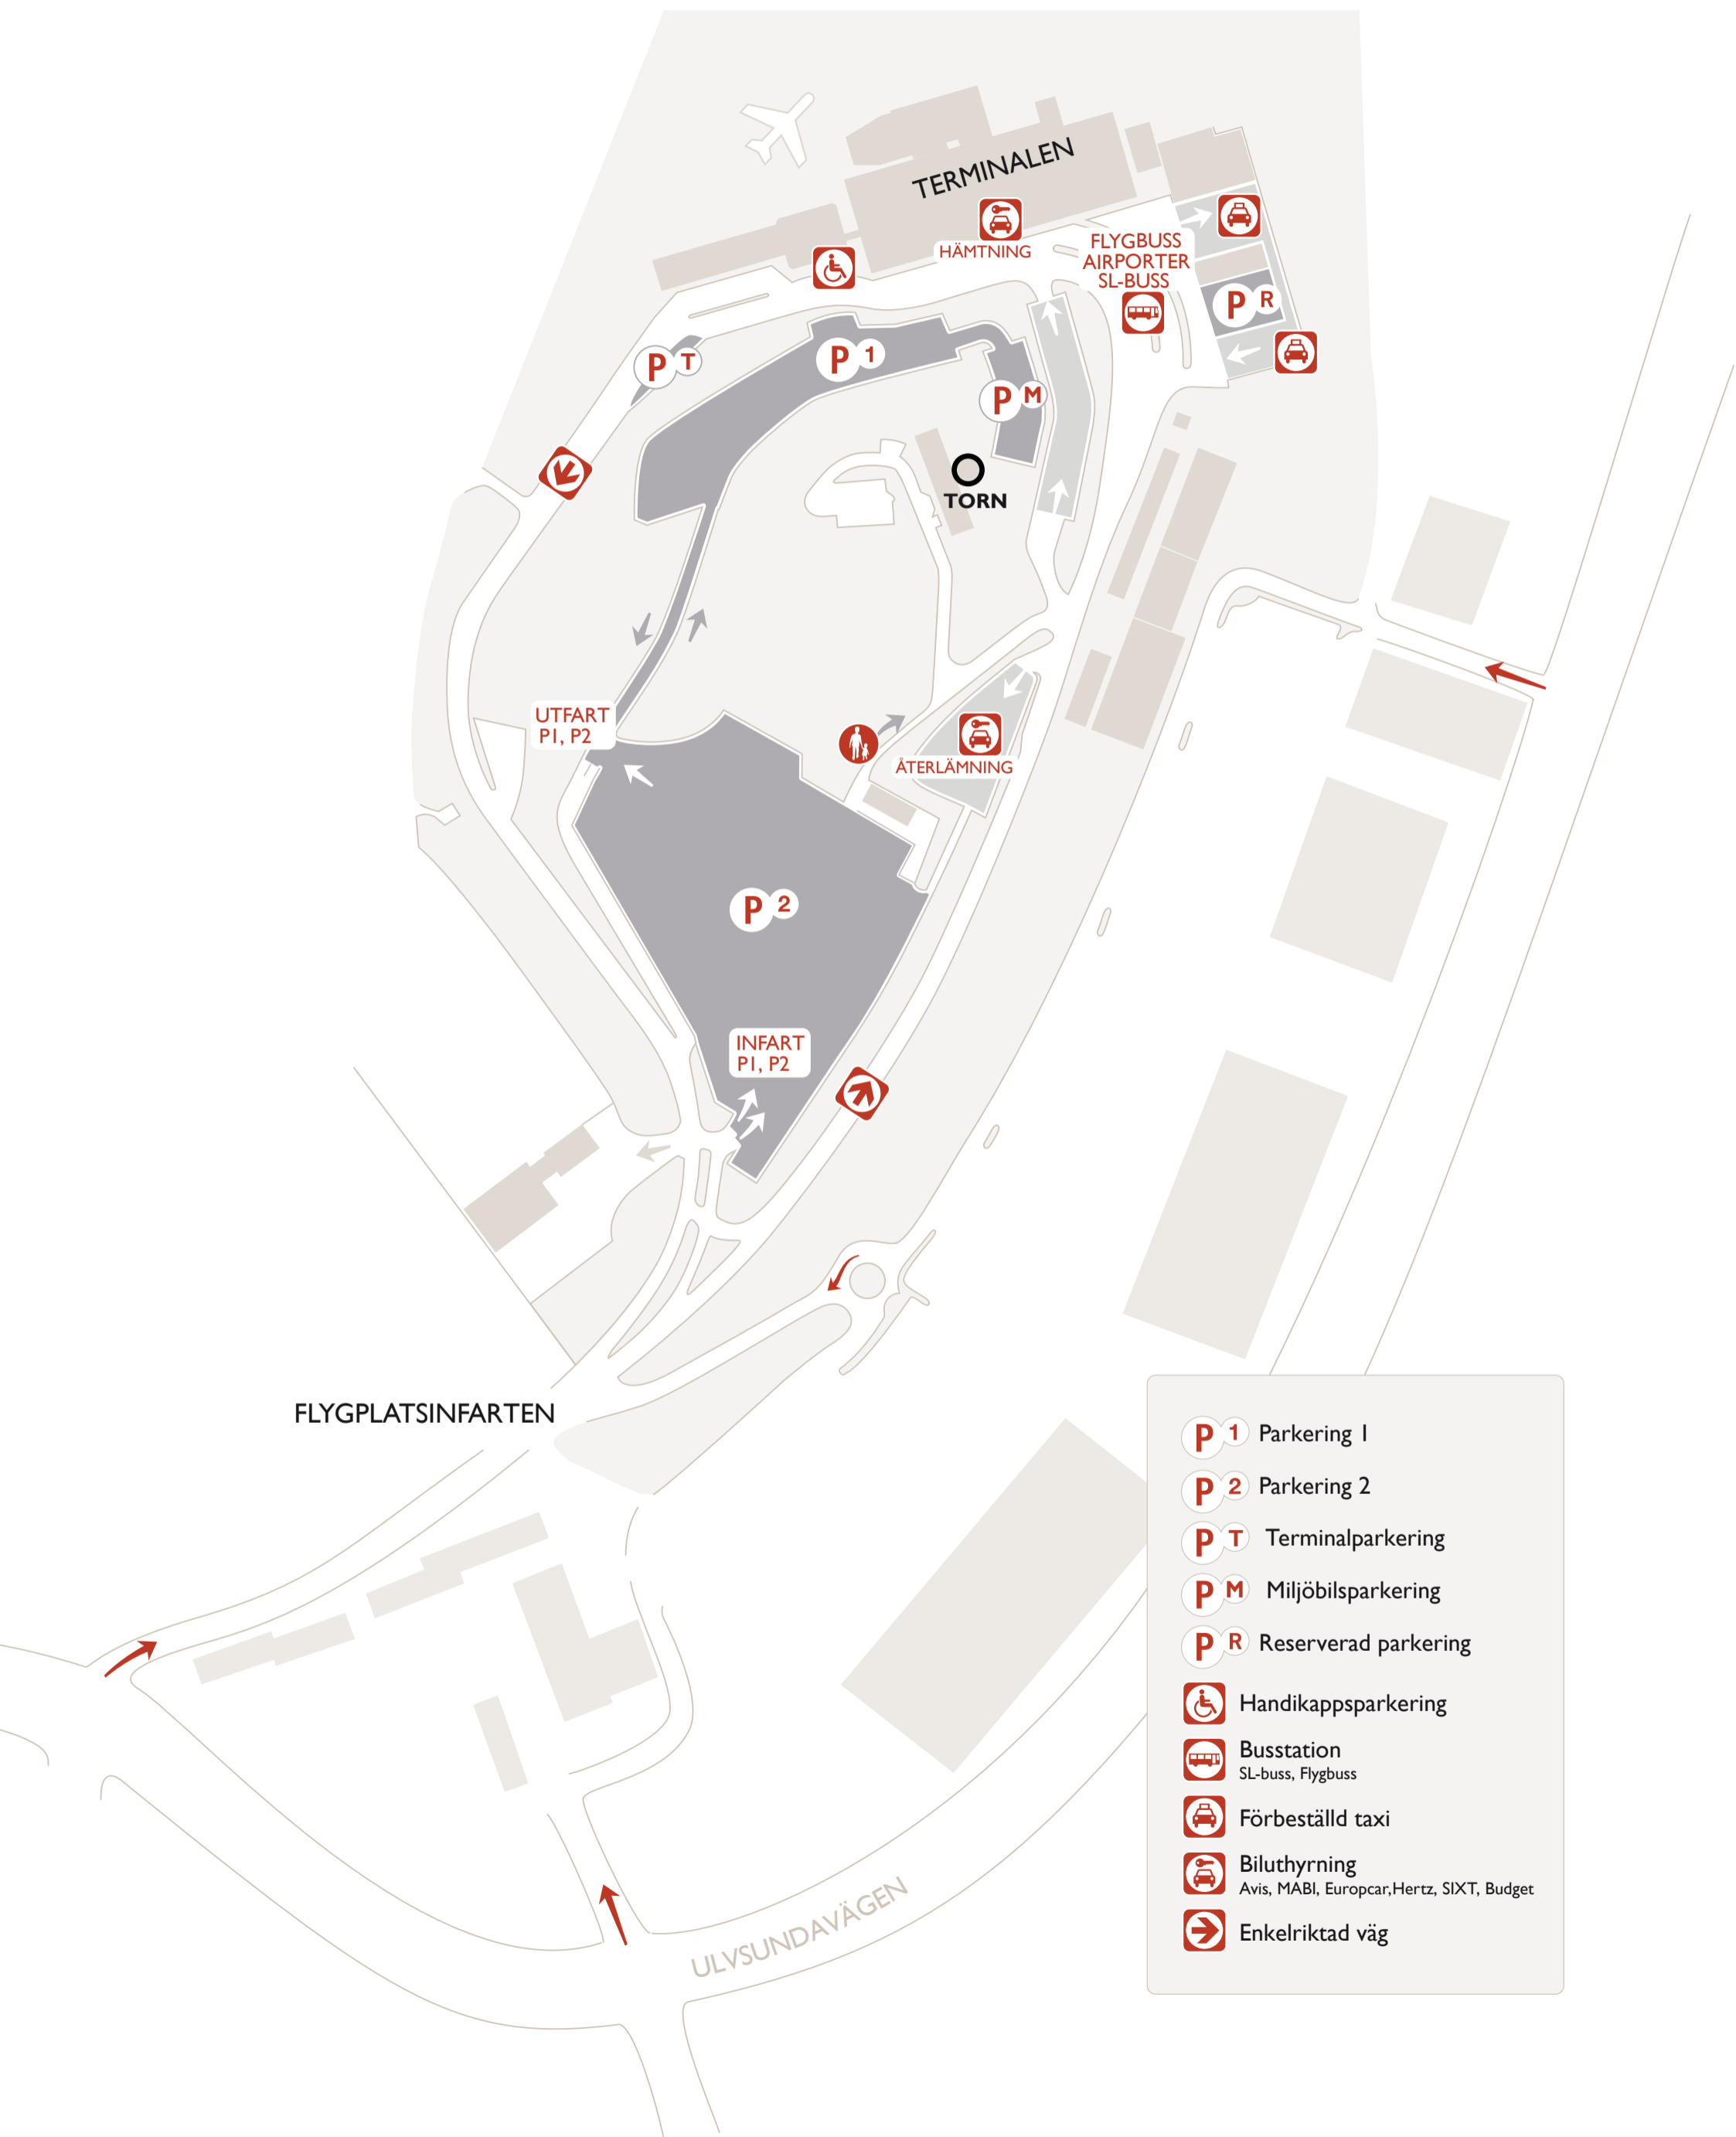 TERMINALEN
HÄMTNING
FLYGBUSS
AIRPORTER
SL-BUSS
P R
P T
P 1
P M
TORN
UTFART
P1, P2
ÅTERLÄMNING
P 2
INFART
P1, P2
FLYGPLATSINFARTEN
ULVSUNDAVÄGEN
P 1 Parkering 1
P 2 Parkering 2
P T Terminalparkering
P M Miljöbilsparkering
P R Reserverad parkering
Handikappsparkering
Busstation
SL-buss, Flygbuss
Förbeställd taxi
Biluthyrning
Avis, MABI, Europcar,Hertz, SIXT, Budget
Enkelriktad väg